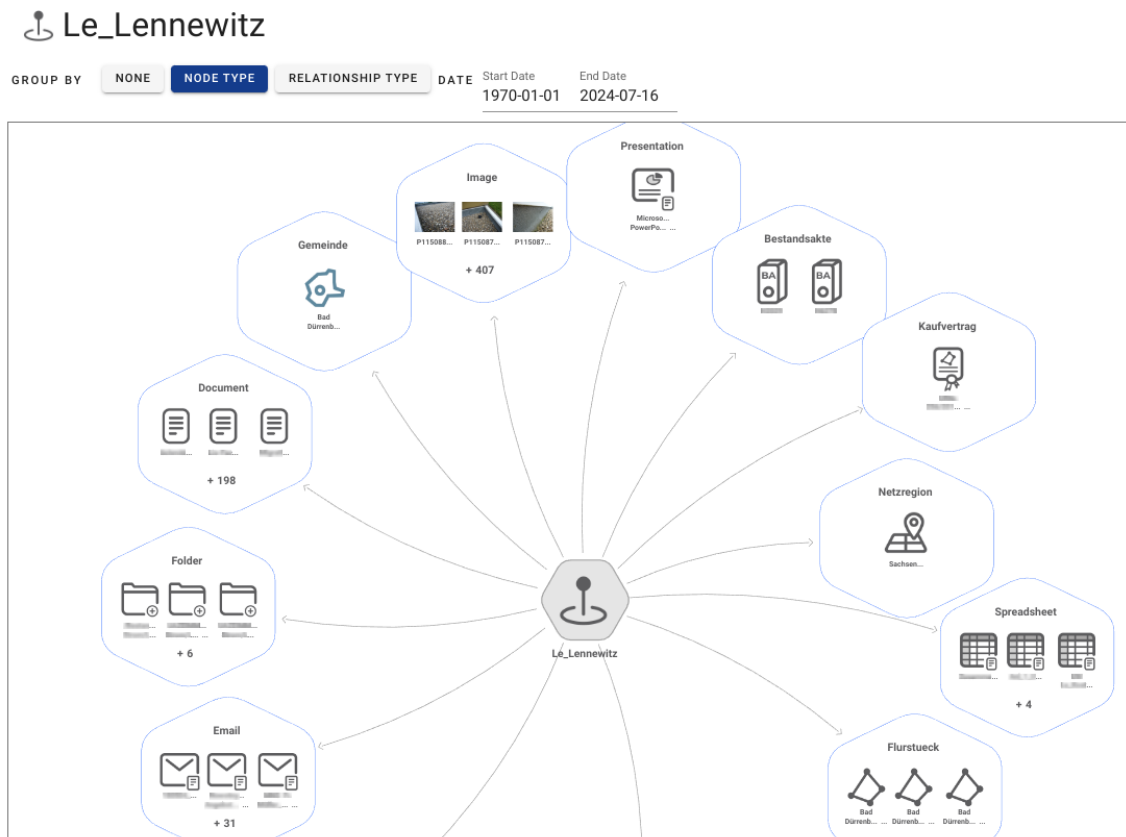 Le_Lennewitz
GROUP BY
NONE
NODE TYPE
RELATIONSHIP TYPE
DATE
Start Date
1970-01-01
End Date
2024-07-16
Presentation
Microso...
PowerPo... ...
Image
P115088...
P115087...
P115087...
+ 407
Gemeinde
Bad
Dürrenb...
Bestandsakte
BA
BA
Kaufvertrag
Document
+ 198
Netzregion
Sachsen...
Folder
+ 6
Le_Lennewitz
Spreadsheet
+ 4
Email
+ 31
Flurstueck
Bad
Dürrenb... ...
Bad
Dürrenb... ...
Bad
Dürrenb... ...